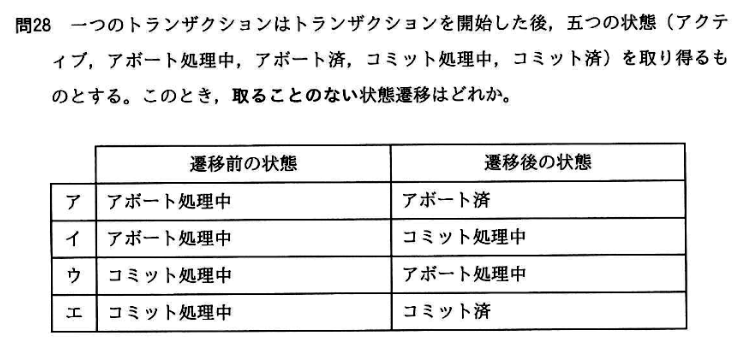 問28 一つのトランザクションはトランザクションを開始した後，五つの状態（アクテ
ィブ，アボート処理中，アボート済，コミット処理中，コミット済）を取り得るも
のとする。このとき，取ることのない状態遷移はどれか。
遷移前の状態 遷移後の状態
ア アボート処理中 アボート済
イ アボート処理中 コミット処理中
ウ コミット処理中 アボート処理中
エ コミット処理中 コミット済